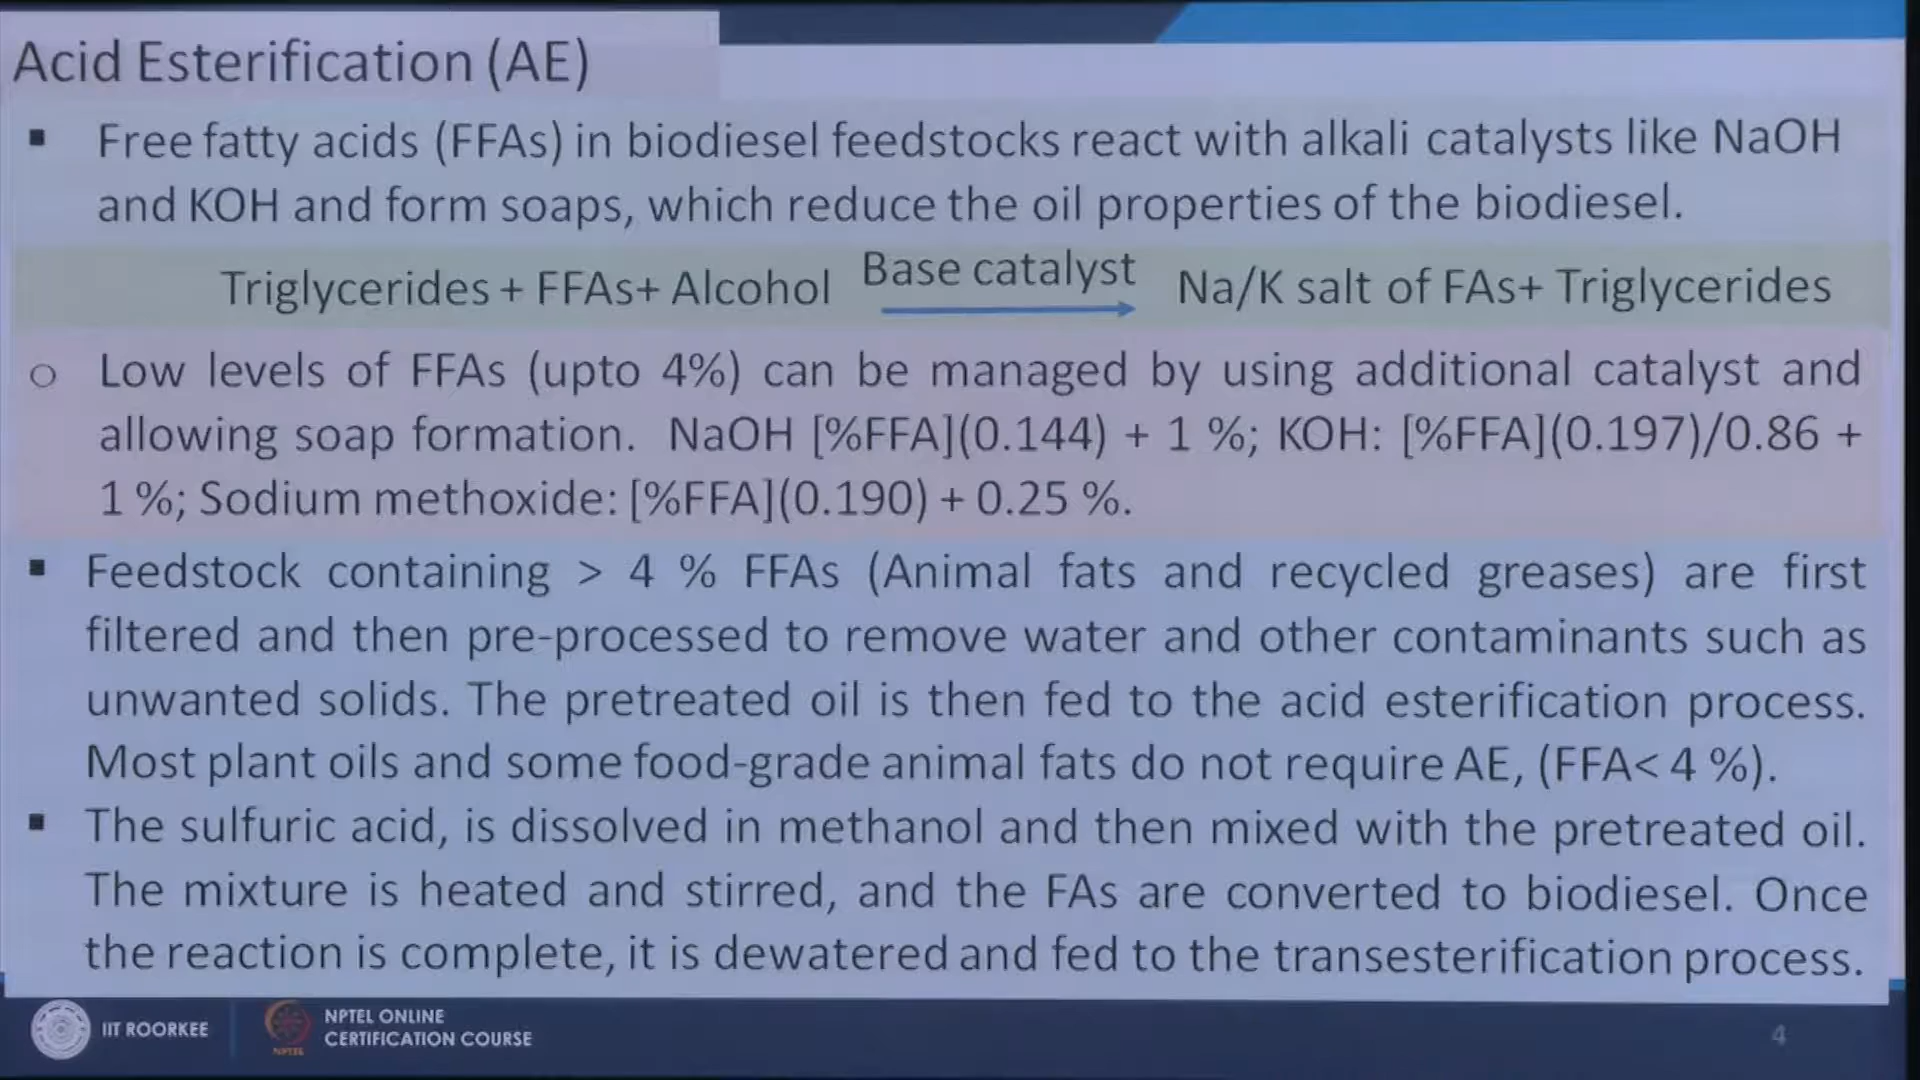 Acid Esterification (AE)
▪ Free fatty acids (FFAs) in biodiesel feedstocks react with alkali catalysts like NaOH
and KOH and form soaps, which reduce the oil properties of the biodiesel.
Triglycerides + FFAs+ Alcohol Base catalyst Na/K salt of FAs+ Triglycerides
○ Low levels of FFAs (upto 4%) can be managed by using additional catalyst and
allowing soap formation. NaOH [%FFA](0.144) + 1 %; KOH: [%FFA](0.197)/0.86 +
1 %; Sodium methoxide: [%FFA](0.190) + 0.25 %.
▪ Feedstock containing > 4 % FFAs (Animal fats and recycled greases) are first
filtered and then pre-processed to remove water and other contaminants such as
unwanted solids. The pretreated oil is then fed to the acid esterification process.
Most plant oils and some food-grade animal fats do not require AE, (FFA< 4 %).
▪ The sulfuric acid, is dissolved in methanol and then mixed with the pretreated oil.
The mixture is heated and stirred, and the FAs are converted to biodiesel. Once
the reaction is complete, it is dewatered and fed to the transesterification process.
IIT ROORKEE
NPTEL
NPTEL ONLINE
CERTIFICATION COURSE
4